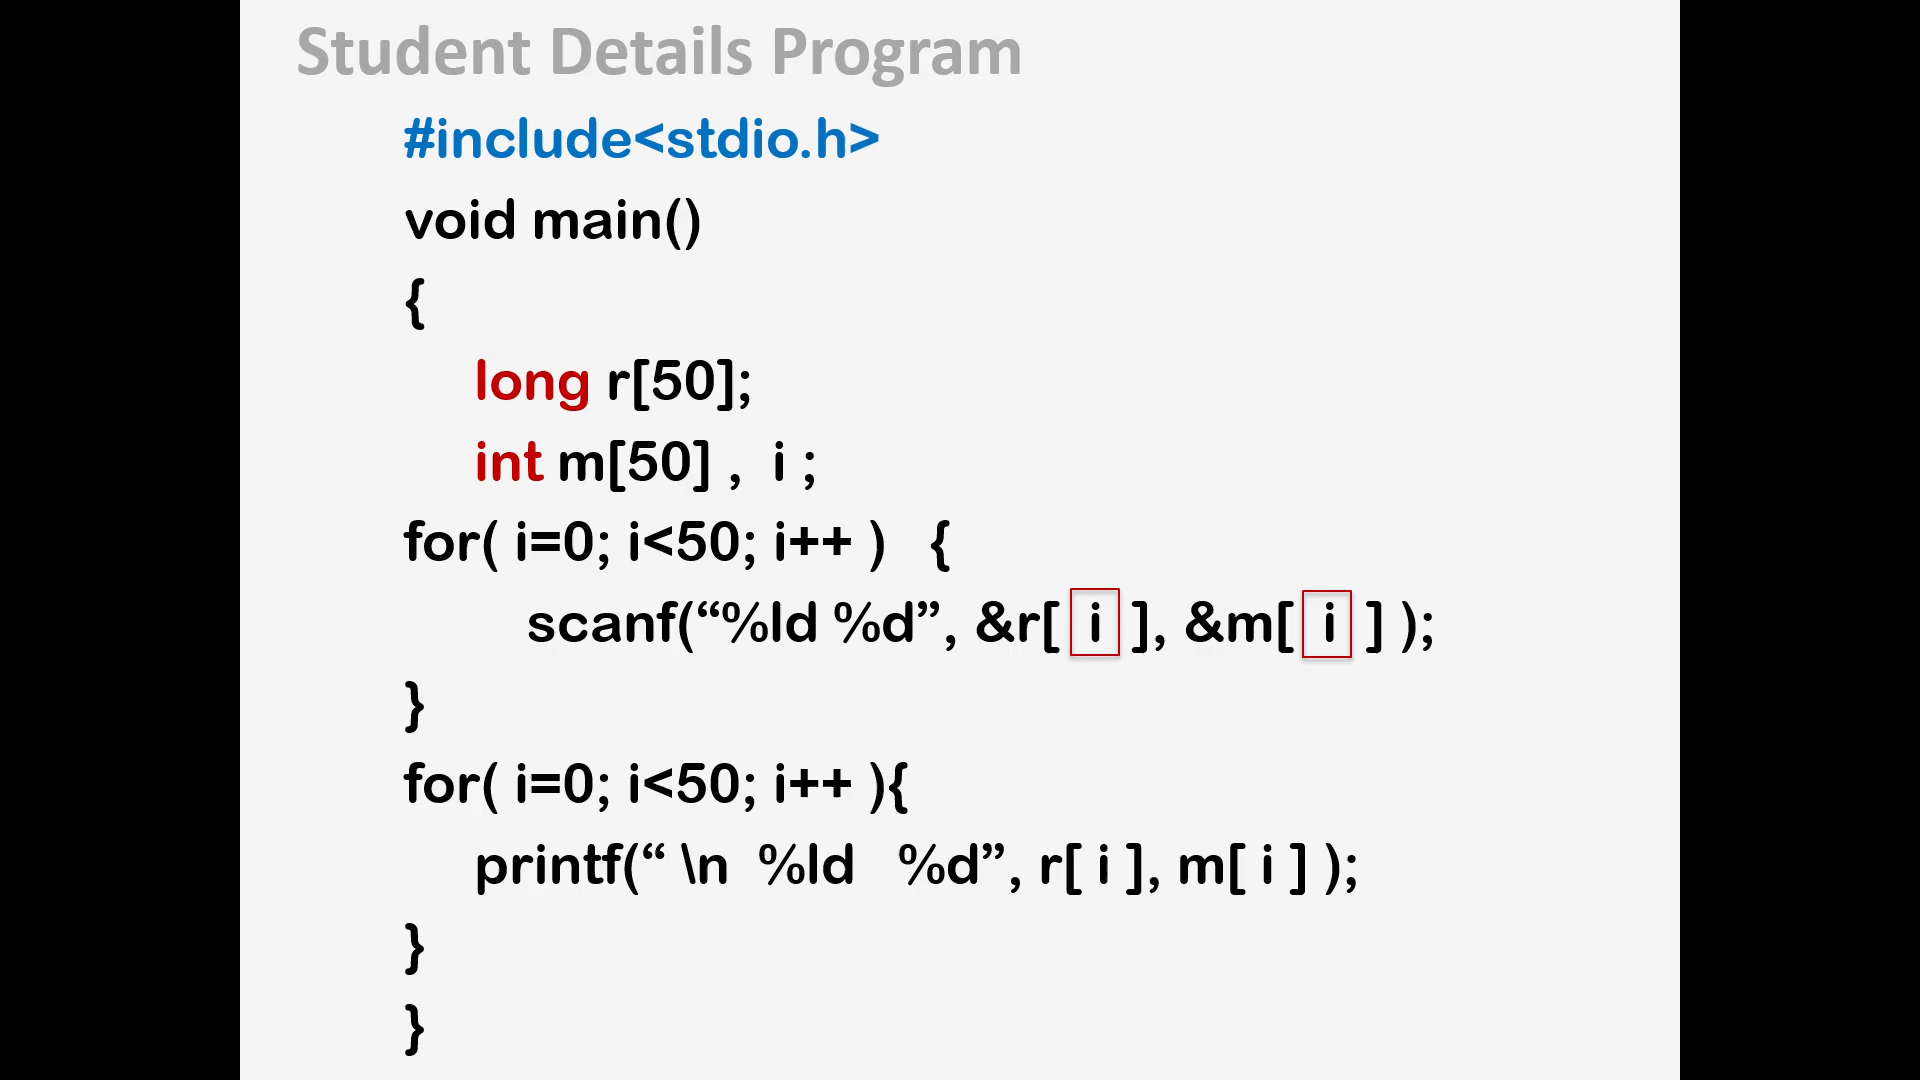 Student Details Program
#include<stdio.h>
void main()
{
long r[50];
int m[50] , i ;
for( i=0; i<50; i++ ) {
scanf(“%ld %d”, &r[ i ], &m[ i ] );
}
for( i=0; i<50; i++ ){
printf(“ \n %ld %d”, r[ i ], m[ i ] );
}
}